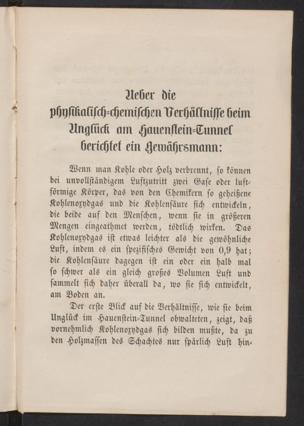 Ueber die
physikalisch-chemischen Verhältnisse beim
Unglück am Hauenstein-Tunnel
berichtet ein Gewährsmann:
Wenn man Kohle oder Holz verbrennt, so können
bei unvollständigem Luftzutritt zwei Gase oder luft-
förmige Körper, das von den Chemikern so geheißene
Kohlenoxydgas und die Kohlensäure sich entwickeln,
die beide auf den Menschen, wenn sie in größeren
Mengen eingeathmet werden, tödtlich wirken. Das
Kohlenoxydgas ist etwas leichter als die gewöhnliche
Luft, indem es ein spezifisches Gewicht von 0,9 hat;
die Kohlensäure dagegen ist ein oder ein halb mal
so schwer als ein gleich großes Volumen Luft und
sammelt sich daher überall da, wo sie sich entwickelt,
am Boden an.
Der erste Blick auf die Verhältnisse, wie sie beim
Unglück im Hauenstein-Tunnel obwalteten, zeigt, daß
vornehmlich Kohlenoxydgas sich bilden mußte, da zu
den Holzmassen des Schachtes nur spärlich Luft hin-